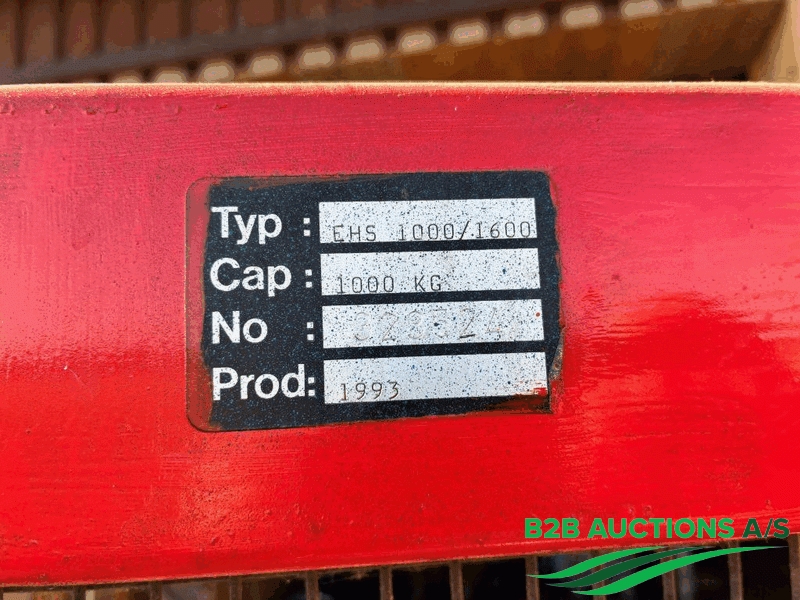 Typ : EHS 1000/1600
Cap : 1000 KG
No :
Prod: 1993
B2B AUCTIONS A/S